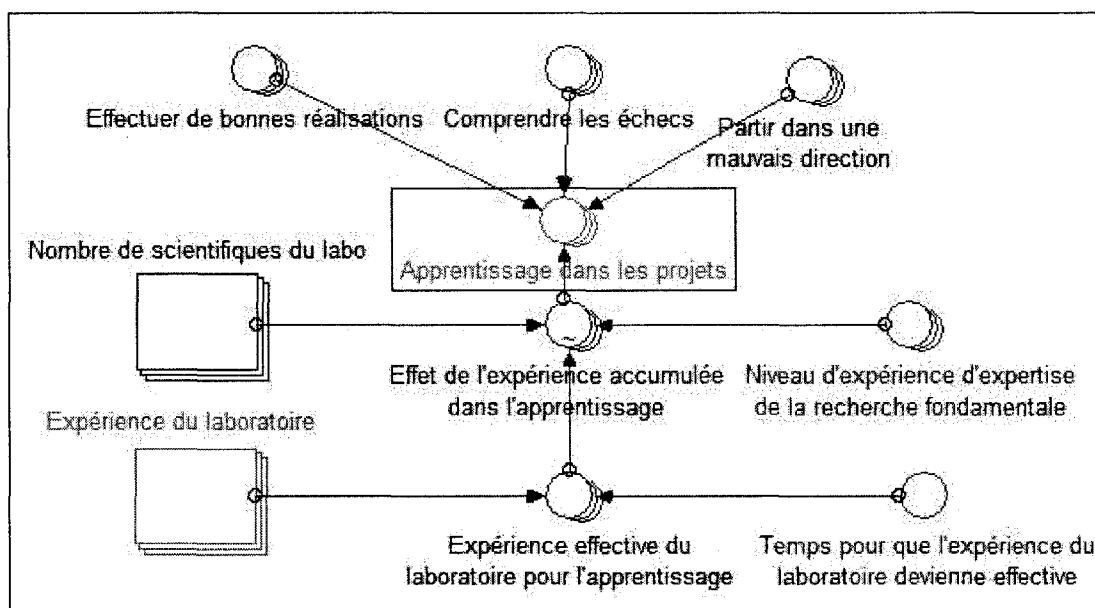 Effectuer de bonnes réalisations
Comprendre les échecs
Partir dans une
mauvais direction
Nombre de scientifiques du labo
Apprentissage dans les projets
Effet de l'expérience accumulée
dans l'apprentissage
Niveau d'expérience d'expertise
de la recherche fondamentale
Expérience du laboratoire
Expérience effective du
laboratoire pour l'apprentissage
Temps pour que l'expérience du
laboratoire devienne effective